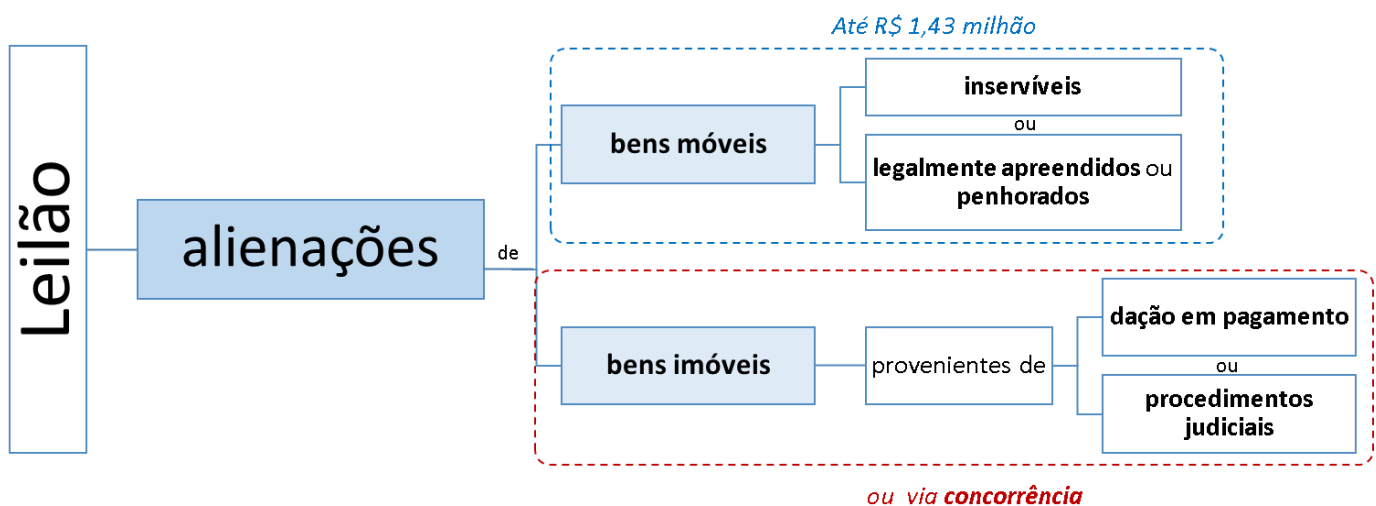 Leilão
alienações
de
Até R$ 1,43 milhão
bens móveis
inservíveis
ou
legalmente apreendidos ou
penhorados
bens imóveis
provenientes de
dação em pagamento
ou
procedimentos
judiciais
ou via concorrência